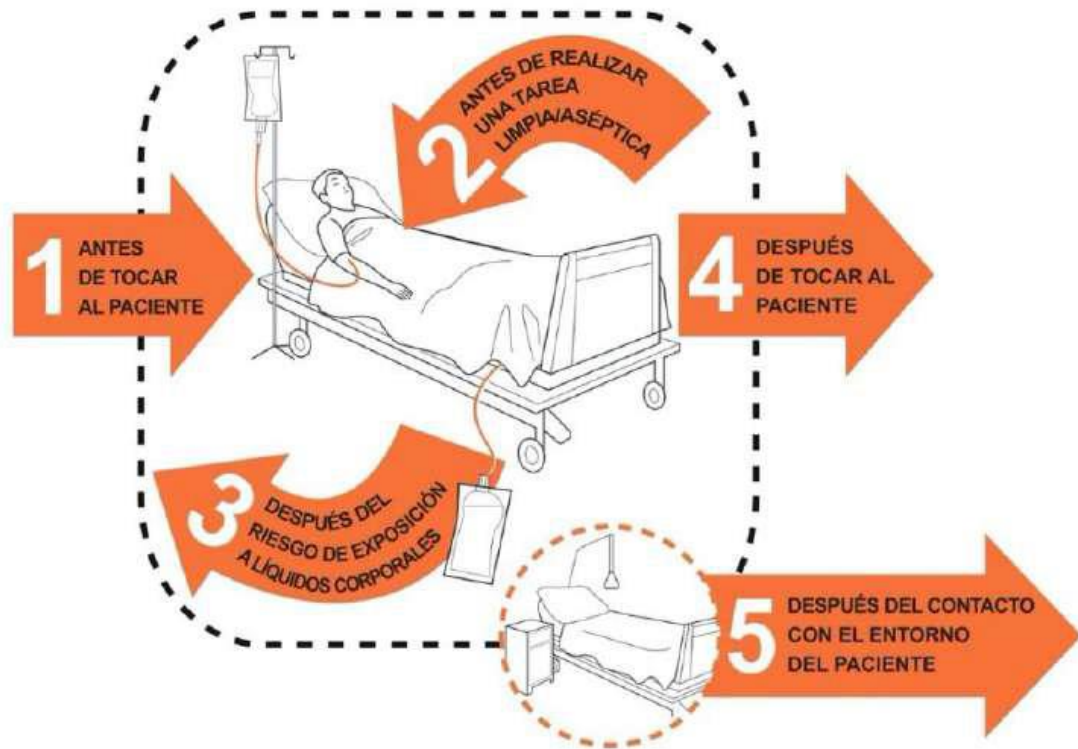 1
ANTES
DE TOCAR
AL PACIENTE
2
ANTES DE REALIZAR
UNA TAREA
LIMPIA/ASÉPTICA
3
DESPUÉS DEL
RIESGO DE EXPOSICIÓN
A LÍQUIDOS CORPORALES
4
DESPUÉS
DE TOCAR AL
PACIENTE
5
DESPUÉS DEL CONTACTO
CON EL ENTORNO
DEL PACIENTE